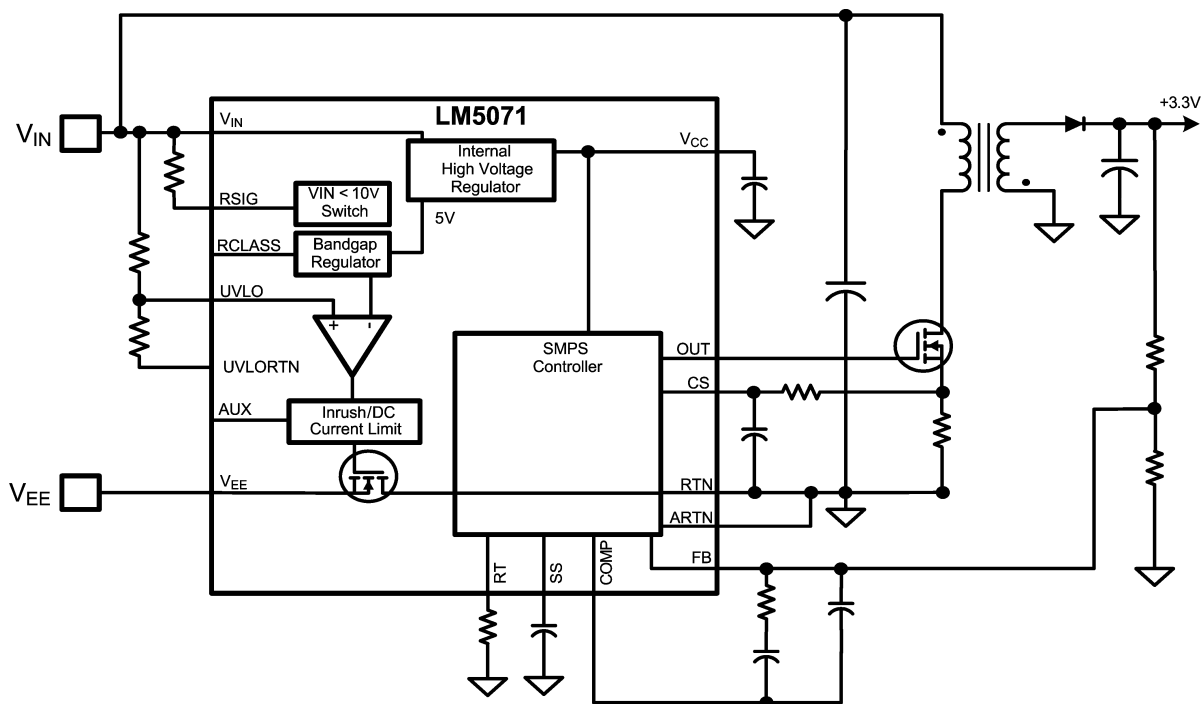 LM5071
+3.3V
VIN
VIN
VCC
Internal
High Voltage
Regulator
RSIG
VIN < 10V
Switch
5V
RCLASS
Bandgap
Regulator
UVLO
+
-
SMPS
Controller
OUT
UVLORTN
CS
AUX
Inrush/DC
Current Limit
VEE
VEE
RTN
ARTN
FB
RT
SS
COMP